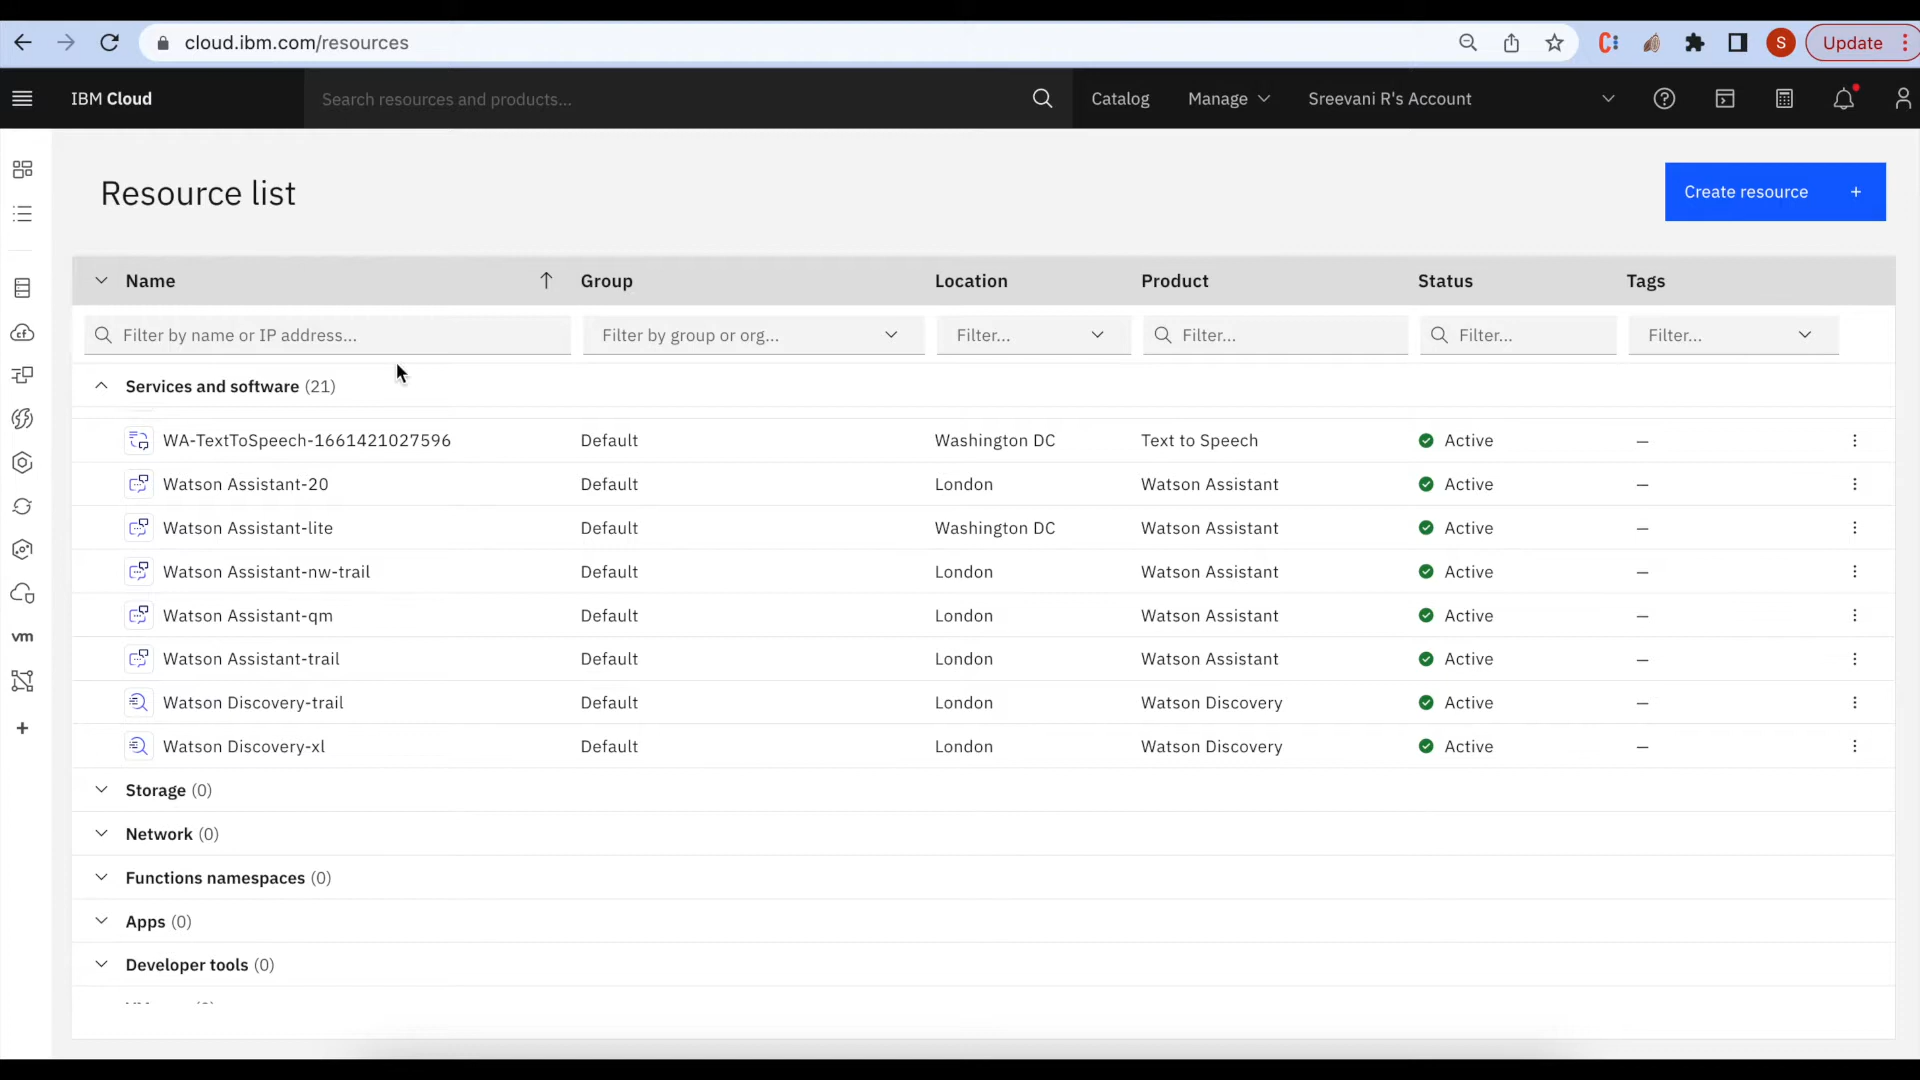 cloud.ibm.com/resources
S
Update
IBM Cloud
Search resources and products...
Catalog
Manage
Sreevani R's Account
Resource list
Create resource +
Name
Group
Location
Product
Status
Tags
Filter by name or IP address...
Filter by group or org...
Filter...
Filter...
Filter...
Filter...
Services and software (21)
WA-TextToSpeech-1661421027596 Default Washington DC Text to Speech Active –
Watson Assistant-20 Default London Watson Assistant Active –
Watson Assistant-lite Default Washington DC Watson Assistant Active –
Watson Assistant-nw-trail Default London Watson Assistant Active –
Watson Assistant-qm Default London Watson Assistant Active –
Watson Assistant-trail Default London Watson Assistant Active –
Watson Discovery-trail Default London Watson Discovery Active –
Watson Discovery-xl Default London Watson Discovery Active –
Storage (0)
Network (0)
Functions namespaces (0)
Apps (0)
Developer tools (0)
vm